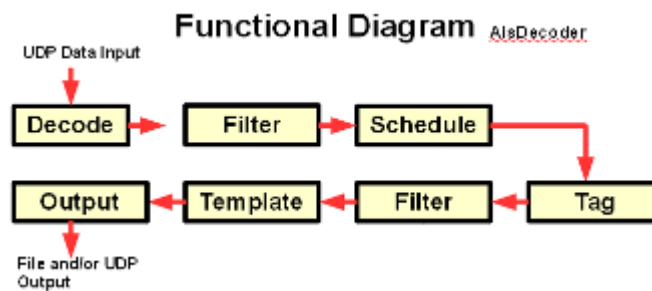 Functional Diagram AisDecoder
UDP Data Input
Decode Filter Schedule
Output Template Filter Tag
File and/or UDP
Output